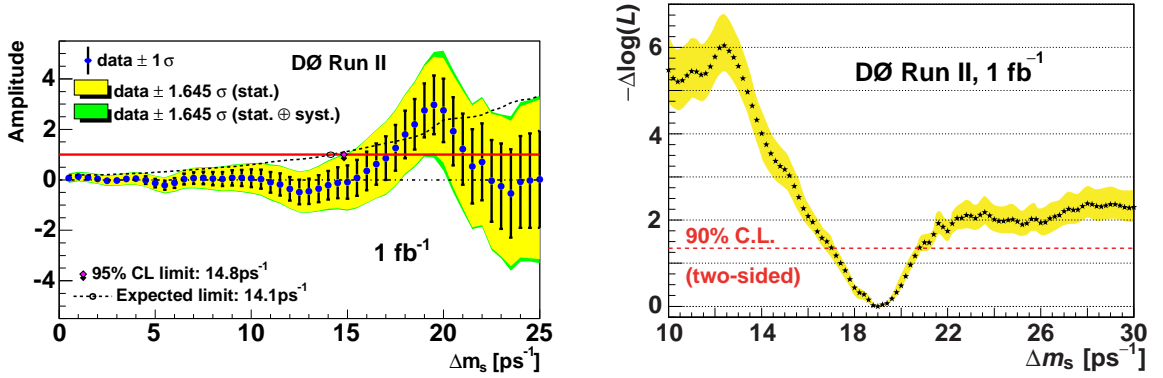 Amplitude
4
2
0
-2
-4
data ± 1σ
data ± 1.645 σ (stat.)
data ± 1.645 σ (stat. ⊕ syst.)
DØ Run II
1 fb⁻¹
95% CL limit: 14.8ps⁻¹
Expected limit: 14.1ps⁻¹
0 5 10 15 20 25
Δmₛ [ps⁻¹]
−Δlog(L)
6
4
2
0
DØ Run II, 1 fb⁻¹
90% C.L.
(two-sided)
10 14 18 22 26 30
Δmₛ [ps⁻¹]